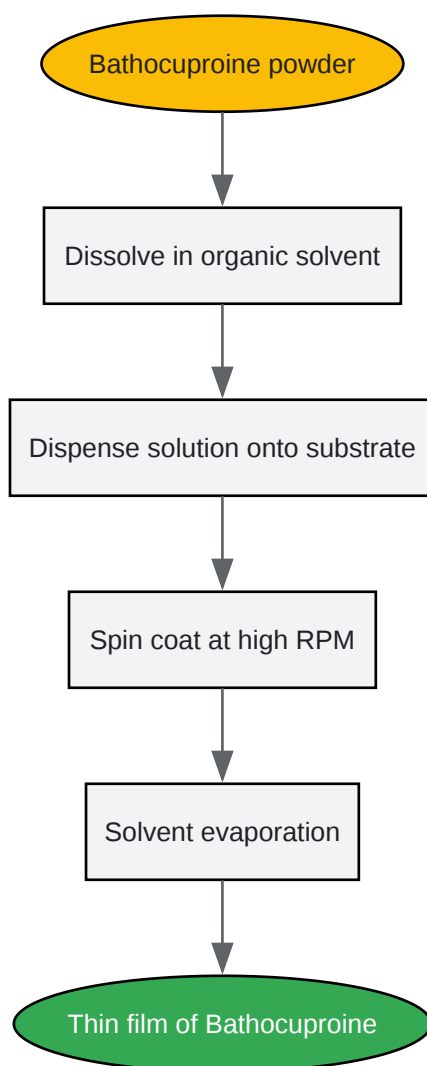 Bathocuproine powder
Dissolve in organic solvent
Dispense solution onto substrate
Spin coat at high RPM
Solvent evaporation
Thin film of Bathocuproine